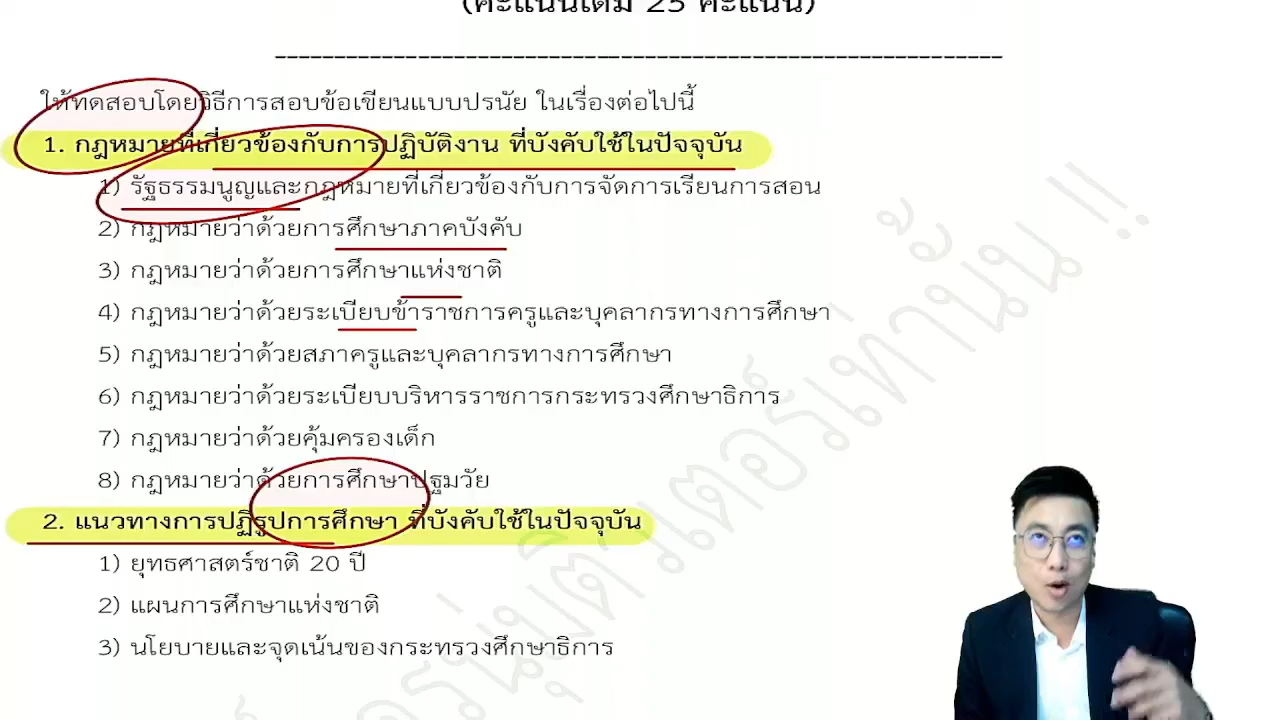 (คะแนนเต็ม 25 คะแนน)
ให้ทดสอบโดยวิธีการสอบข้อเขียนแบบปรนัย ในเรื่องต่อไปนี้
1. กฎหมายที่เกี่ยวข้องกับการปฏิบัติงาน ที่บังคับใช้ในปัจจุบัน
1) รัฐธรรมนูญและกฎหมายที่เกี่ยวข้องกับการจัดการเรียนการสอน
2) กฎหมายว่าด้วยการศึกษาภาคบังคับ
3) กฎหมายว่าด้วยการศึกษาแห่งชาติ
4) กฎหมายว่าด้วยระเบียบข้าราชการครูและบุคลากรทางการศึกษา
5) กฎหมายว่าด้วยสภาครูและบุคลากรทางการศึกษา
6) กฎหมายว่าด้วยระเบียบบริหารราชการกระทรวงศึกษาธิการ
7) กฎหมายว่าด้วยคุ้มครองเด็ก
8) กฎหมายว่าด้วยการศึกษาปฐมวัย
2. แนวทางการปฏิรูปการศึกษา ที่บังคับใช้ในปัจจุบัน
1) ยุทธศาสตร์ชาติ 20 ปี
2) แผนการศึกษาแห่งชาติ
3) นโยบายและจุดเน้นของกระทรวงศึกษาธิการ
ครูนุ่มติวเตอร์เท่านั้น !!